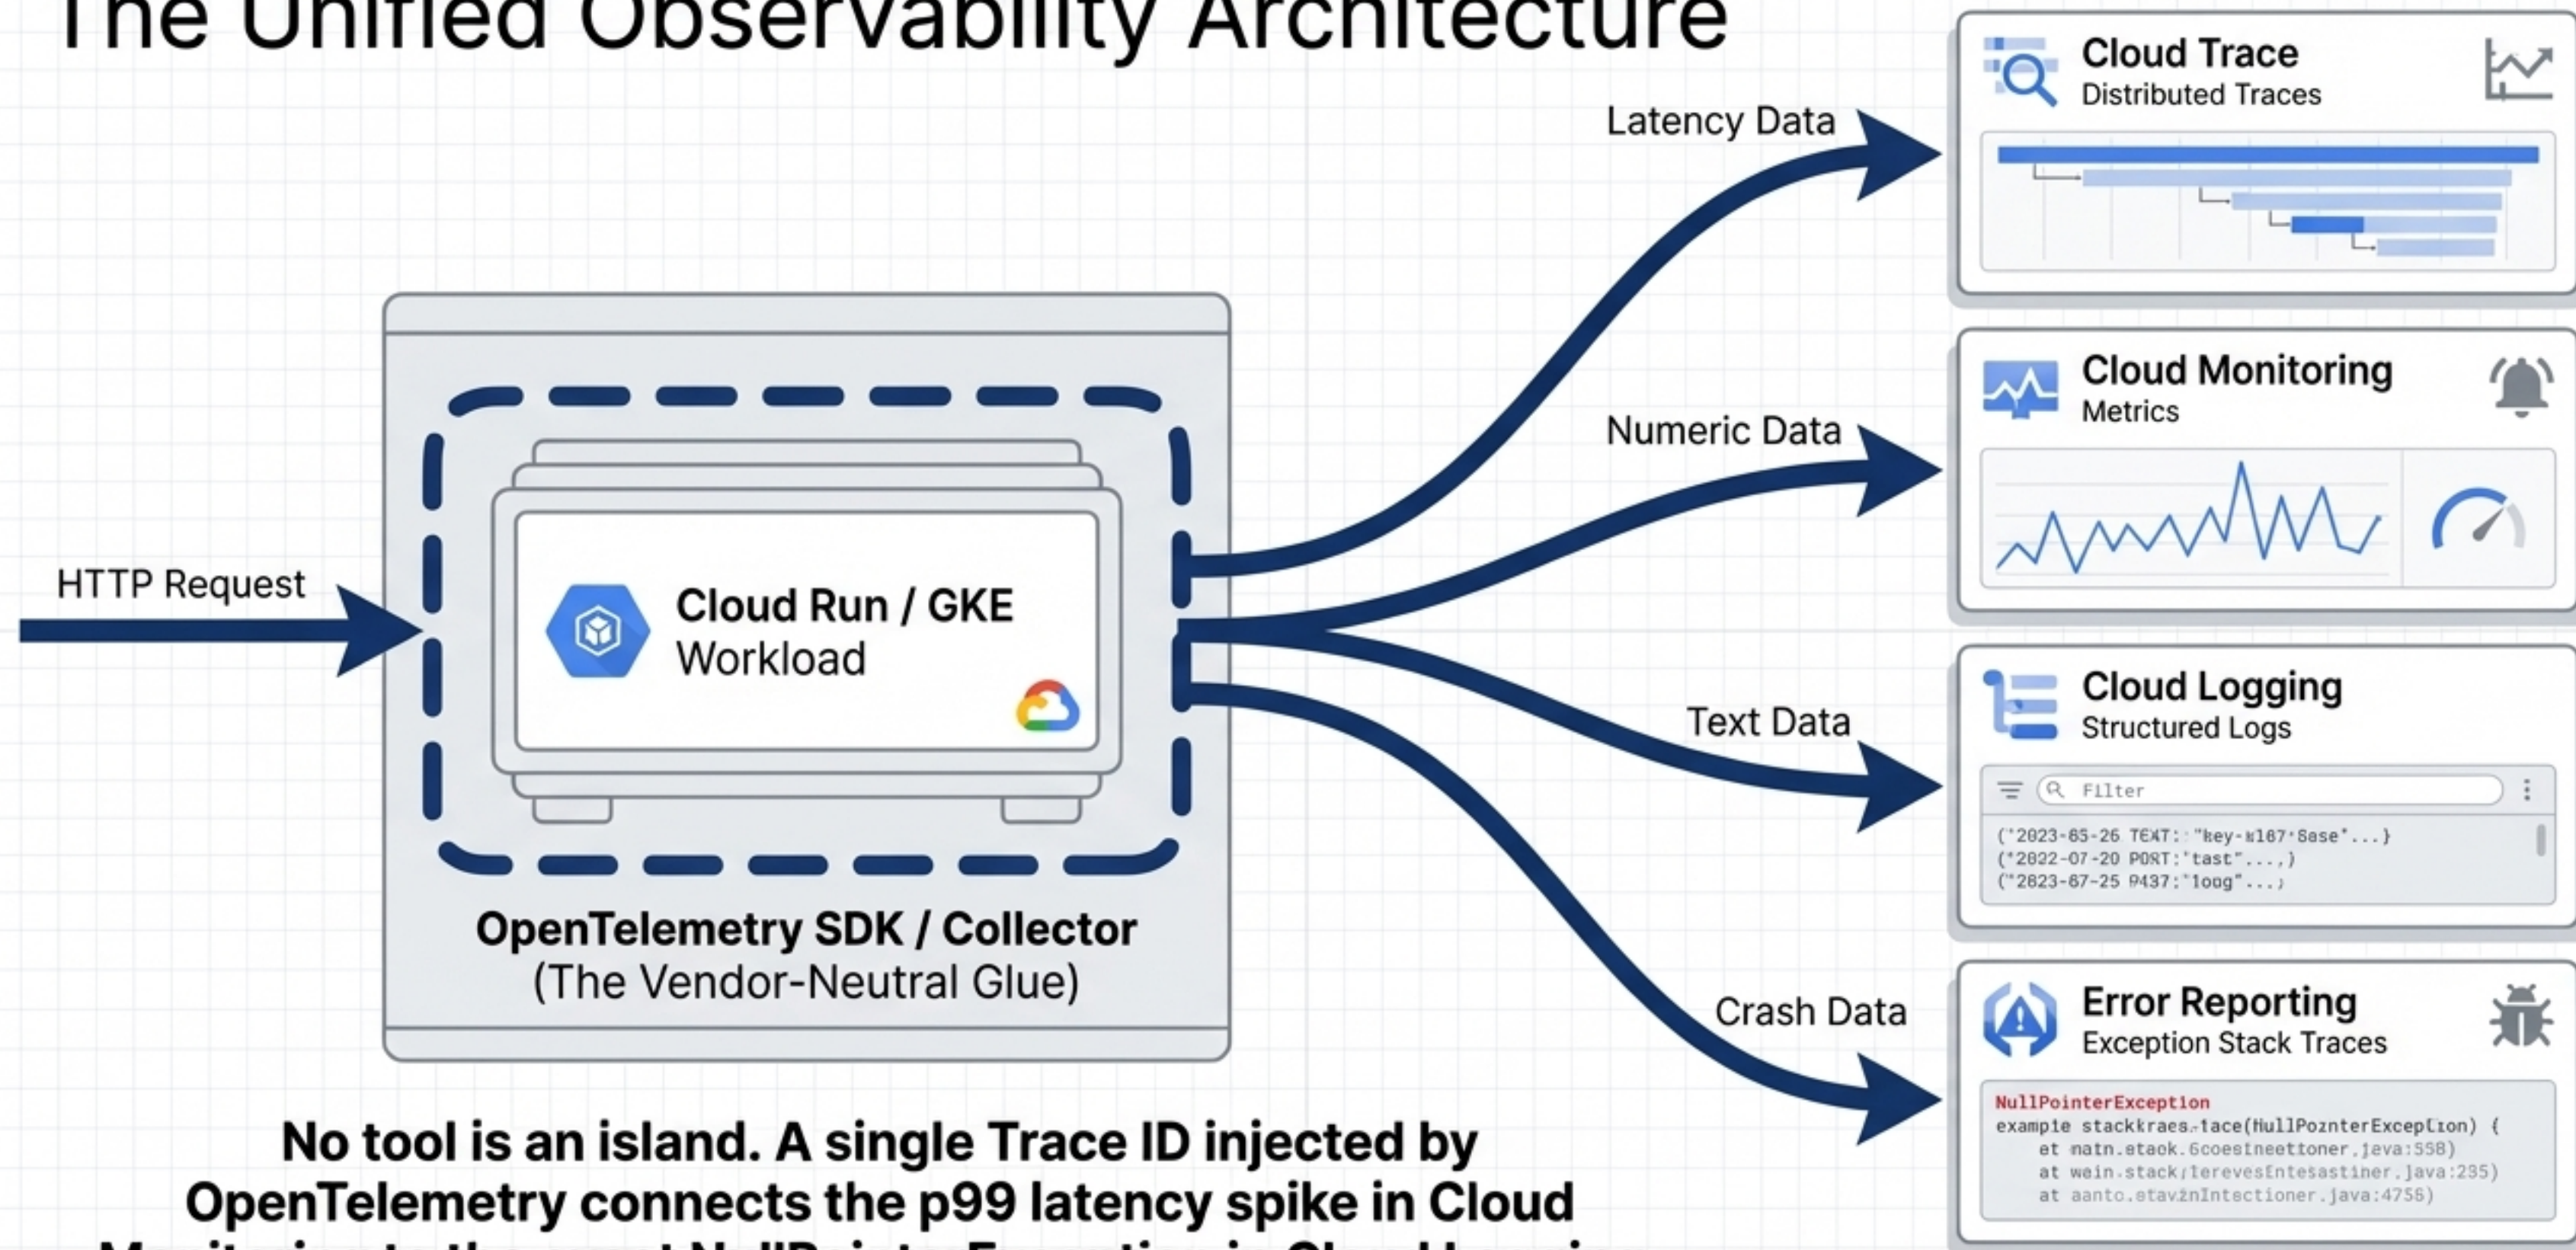 The Unified Observability Architecture
HTTP Request
Cloud Run / GKE
Workload
OpenTelemetry SDK / Collector
(The Vendor-Neutral Glue)
No tool is an island. A single Trace ID injected by
OpenTelemetry connects the p99 latency spike in Cloud
Latency Data
Numeric Data
Text Data
Crash Data
Cloud Trace
Distributed Traces
Cloud Monitoring
Metrics
Cloud Logging
Structured Logs
Filter
Error Reporting
Exception Stack Traces
NullPointerException